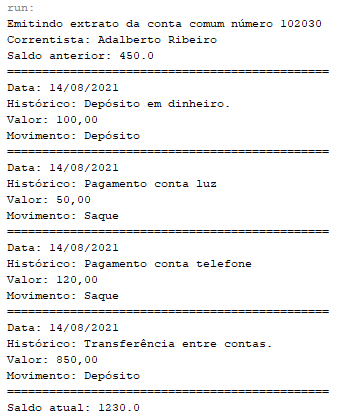 run:
Emitindo extrato da conta comum número 102030
Correntista: Adalberto Ribeiro
Saldo anterior: 450.0
==============================================
Data: 14/08/2021
Histórico: Depósito em dinheiro.
Valor: 100,00
Movimento: Depósito
==============================================
Data: 14/08/2021
Histórico: Pagamento conta luz
Valor: 50,00
Movimento: Saque
==============================================
Data: 14/08/2021
Histórico: Pagamento conta telefone
Valor: 120,00
Movimento: Saque
==============================================
Data: 14/08/2021
Histórico: Transferência entre contas.
Valor: 850,00
Movimento: Depósito
==============================================
Saldo atual: 1230.0